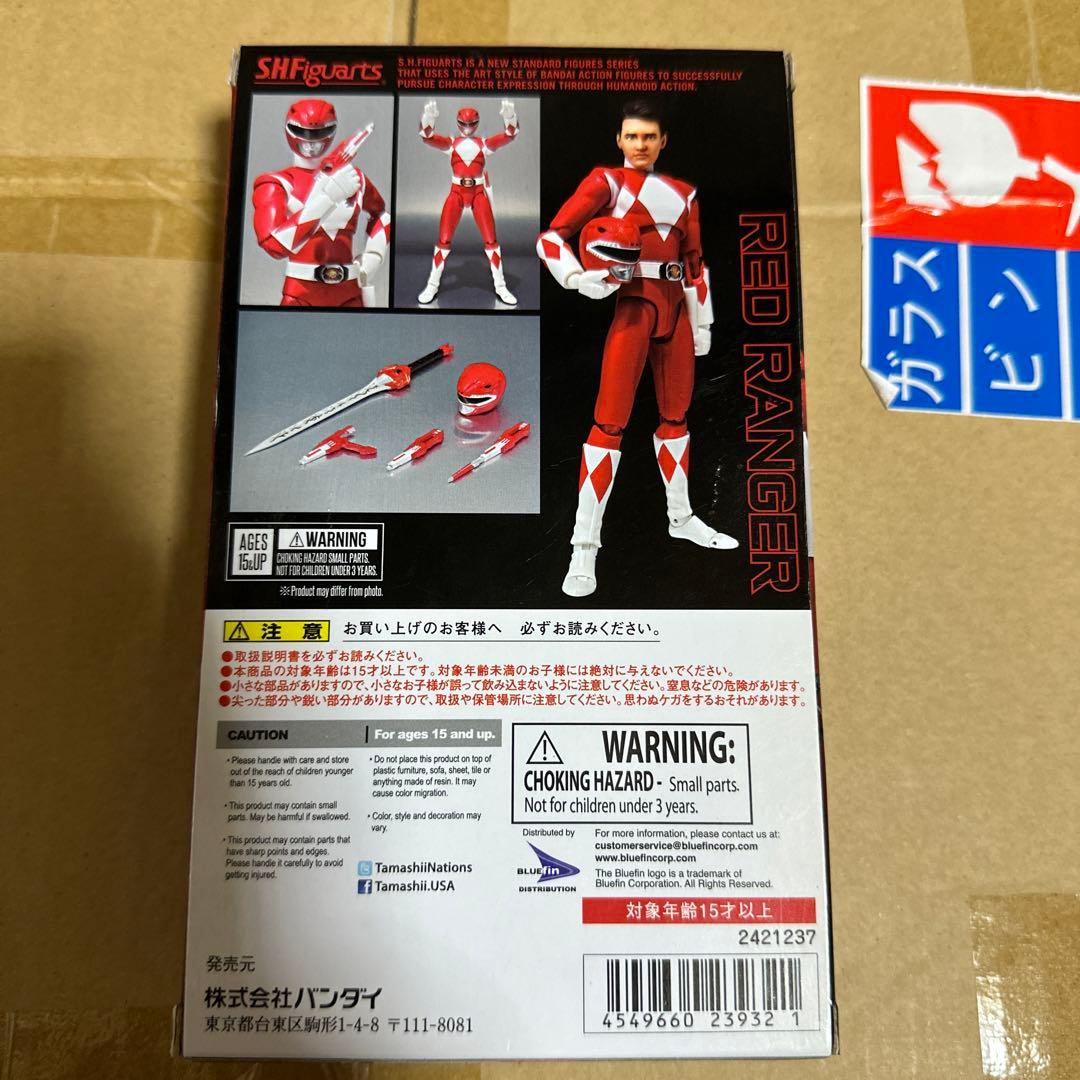 S.H.Figuarts
S.H.FIGUARTS IS A NEW STANDARD FIGURES SERIES
THAT USES THE ART STYLE OF BANDAI ACTION FIGURES TO SUCCESSFULLY
PURSUE CHARACTER EXPRESSION THROUGH HUMANOID ACTION.
RED RANGER
AGES
15&UP
⚠WARNING
CHOKING HAZARD SMALL PARTS.
NOT FOR CHILDREN UNDER 3 YEARS.
※Product may differ from photo.
⚠ 注 意 お買い上げのお客様へ 必ずお読みください。
●取扱説明書を必ずお読みください。
●本商品の対象年齢は15才以上です。対象年齢未満のお子様には絶対に与えないでください。
●小さな部品がありますので、小さなお子様が誤って飲み込まないように注意してください。窒息などの危険があります。
●尖った部分や鋭い部分がありますので、取扱や保管場所に注意してください。思わぬケガをするおそれがあります。
CAUTION
For ages 15 and up.
・Please handle with care and store
out of the reach of children younger
than 15 years old.
・This product may contain small
parts. May be harmful if swallowed.
・This product may contain parts that
have sharp points and edges.
Please handle it carefully to avoid
getting injured.
・Do not place this product on top of
plastic furniture, sofa, sheet, tile or
anything made of resin. It may
cause color migration.
・Color, style and decoration may
vary.
TamashiiNations
Tamashii.USA
WARNING:
CHOKING HAZARD - Small parts.
Not for children under 3 years.
Distributed by
BLUEfin
DISTRIBUTION
For more information, please contact us at:
customerservice@bluefincorp.com
www.bluefincorp.com
The Bluefin logo is a trademark of
Bluefin Corporation. All Rights Reserved.
対象年齢15才以上
2421237
発売元
株式会社バンダイ
東京都台東区駒形1-4-8 〒111-8081
4549660 23932 1
ガラス
ビン